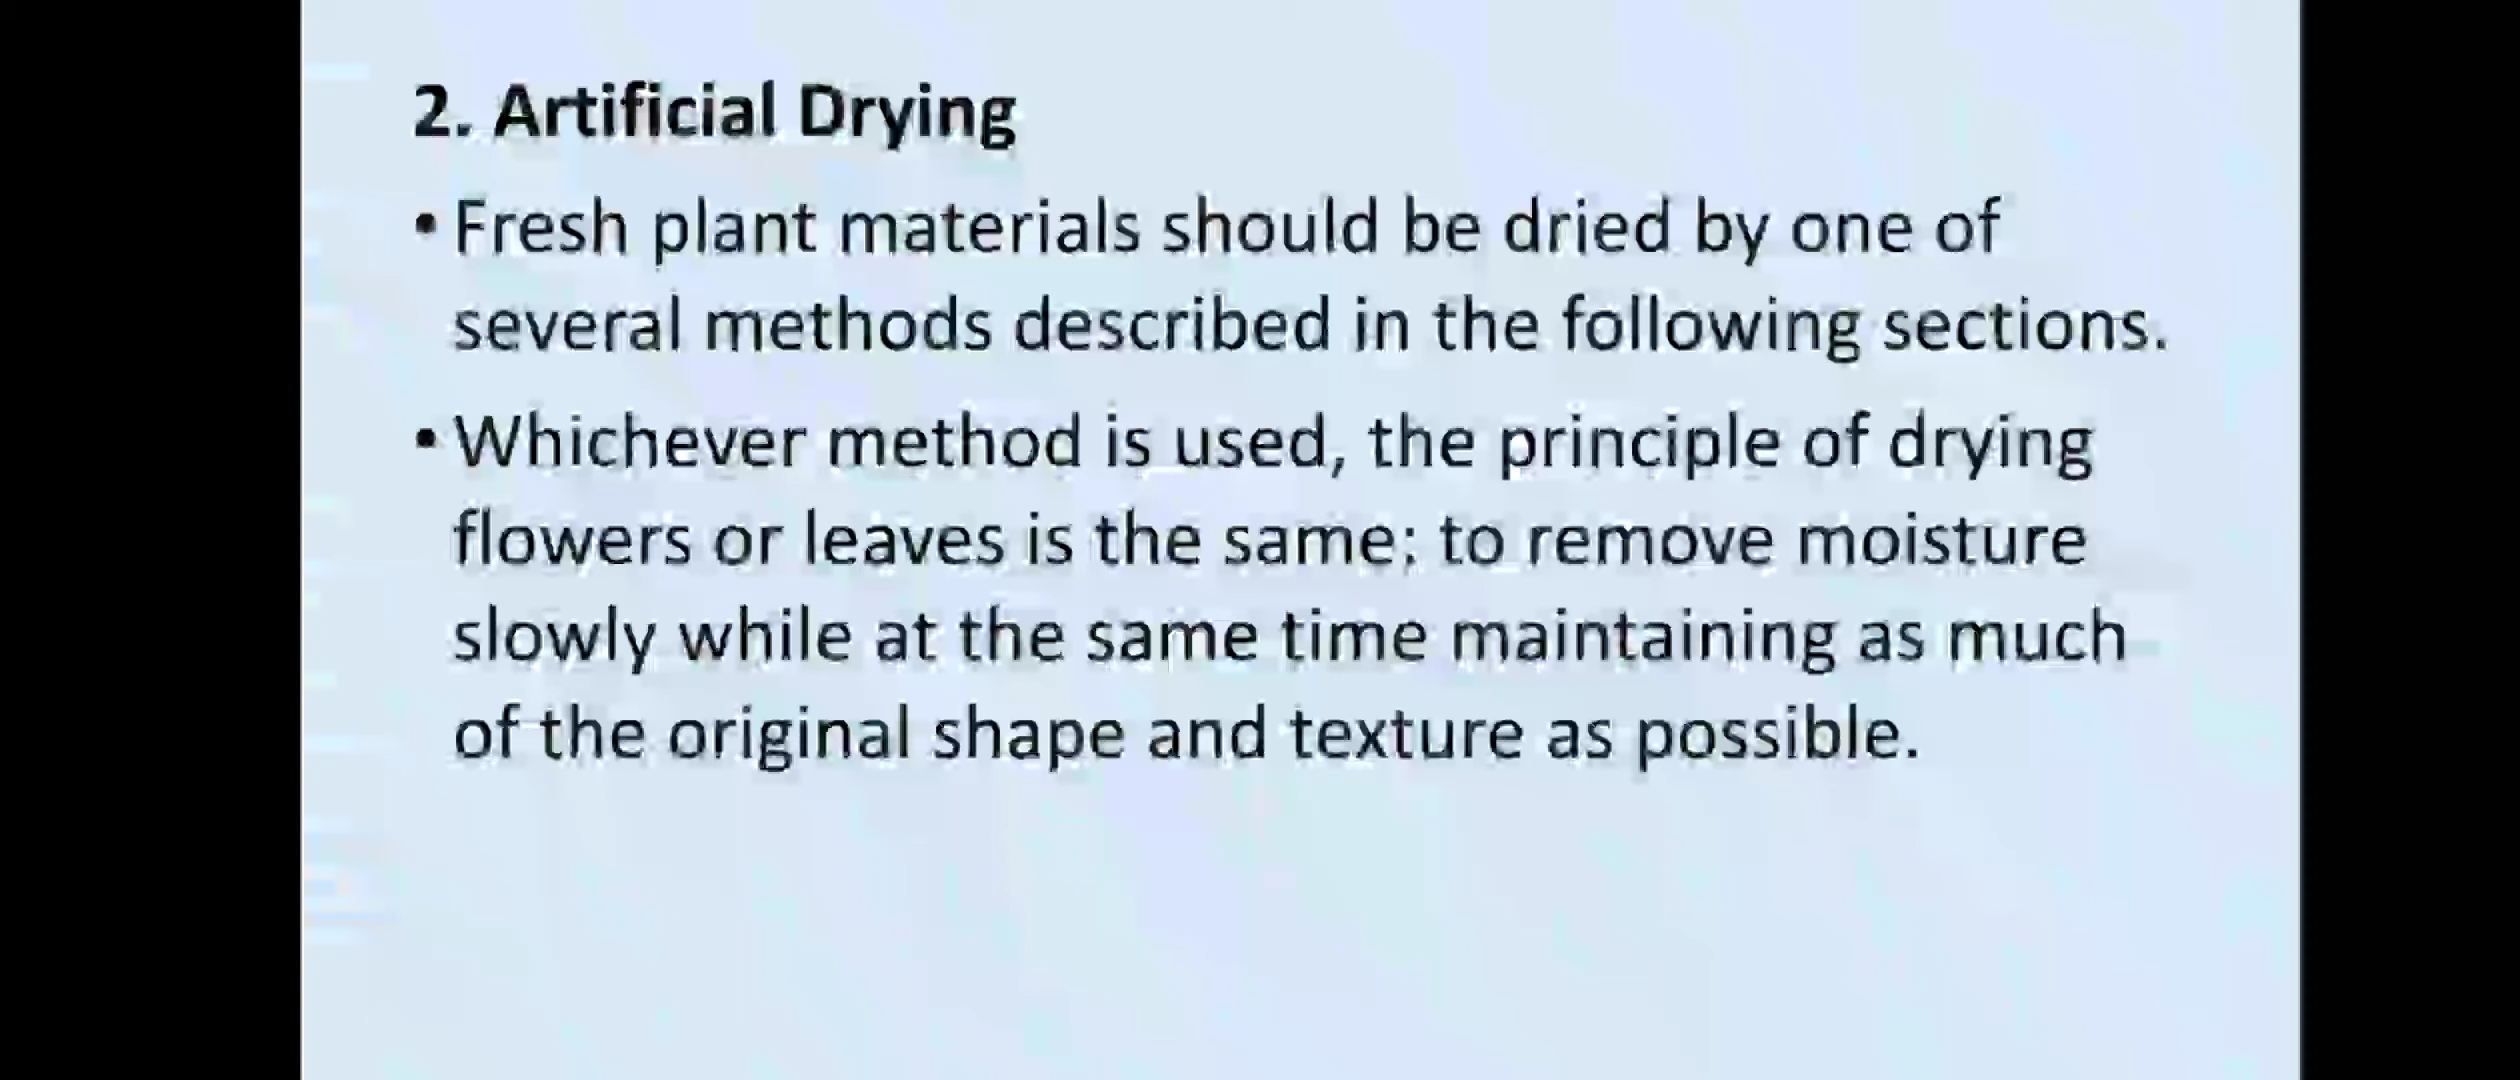 2. Artificial Drying
• Fresh plant materials should be dried by one of
several methods described in the following sections.
• Whichever method is used, the principle of drying
flowers or leaves is the same; to remove moisture
slowly while at the same time maintaining as much
of the original shape and texture as possible.